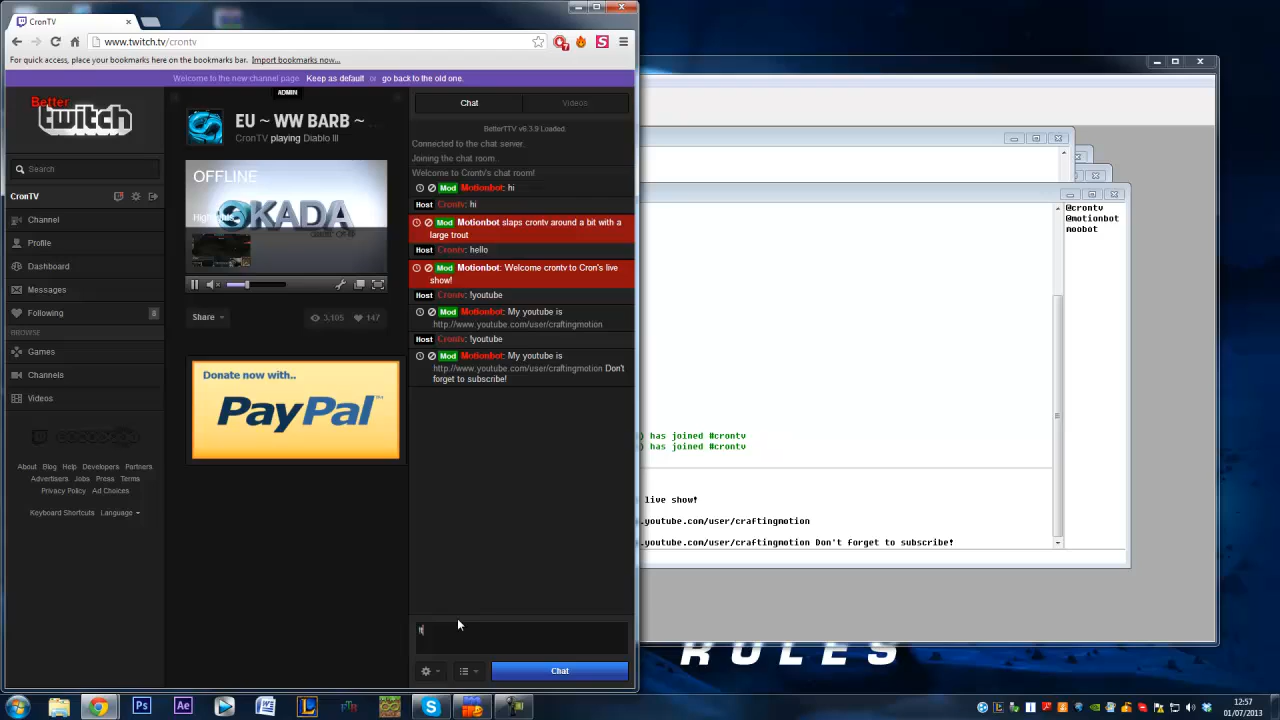 CronTV
www.twitch.tv/crontv
For quick access, place your bookmarks here on the bookmarks bar. Import bookmarks now...
Welcome to the new channel page Keep as default or go back to the old one.
Better
twitch
Search
CronTV
Channel
Profile
Dashboard
Messages
Following
8
BROWSE
Games
Channels
Videos
About Blog Help Developers Partners
Advertisers Jobs Press Terms
Privacy Policy Ad Choices
Keyboard Shortcuts Language
ADMIN
EU ~ WW BARB ~
CronTV playing Diablo III
OFFLINE
KADA
Highlights
Share
3,105
147
Donate now with..
PayPal
Chat
Videos
BetterTTV v6.3.9 Loaded.
Connected to the chat server.
Joining the chat room.
Welcome to Crontv's chat room!
Mod Motionbot: hi
Host Crontv: hi
Mod Motionbot slaps crontv around a bit with a
large trout
Host Crontv: hello
Mod Motionbot: Welcome crontv to Cron's live
show!
Host Crontv: !youtube
Mod Motionbot: My youtube is
http://www.youtube.com/user/craftingmotion
Host Crontv: !youtube
Mod Motionbot: My youtube is
http://www.youtube.com/user/craftingmotion Don't
forget to subscribe!
Chat
@crontv
@motionbot
moobot
) has joined #crontv
) has joined #crontv
live show!
.youtube.com/user/craftingmotion
.youtube.com/user/craftingmotion Don't forget to subscribe!
RULES
Ps
Ae
12:57
01/07/2013